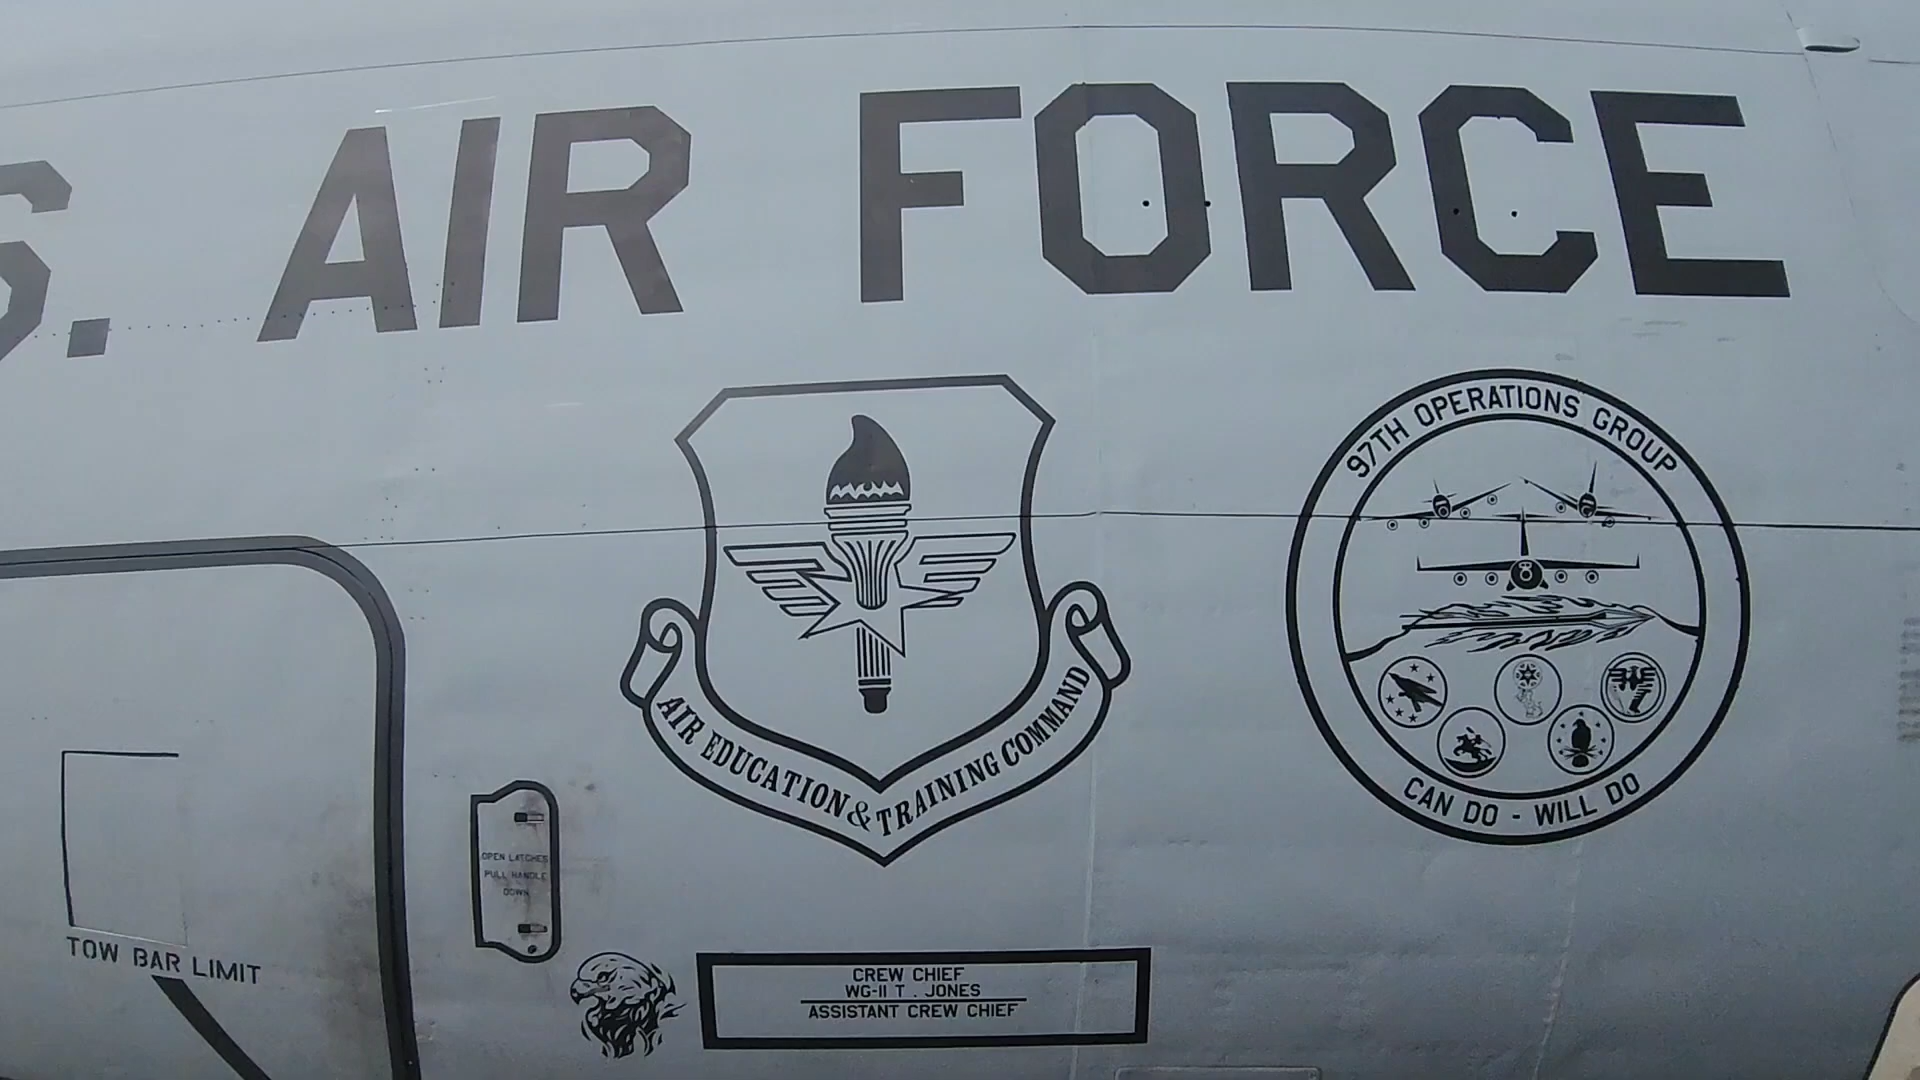 S. AIR FORCE
97TH OPERATIONS GROUP
CAN DO - WILL DO
AIR EDUCATION & TRAINING COMMAND
OPEN LATCHES
PULL HANDLE
DOWN
TOW BAR LIMIT
CREW CHIEF
WG-11 T. JONES
ASSISTANT CREW CHIEF